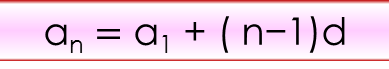 aₙ = a₁ + ( n-1)d